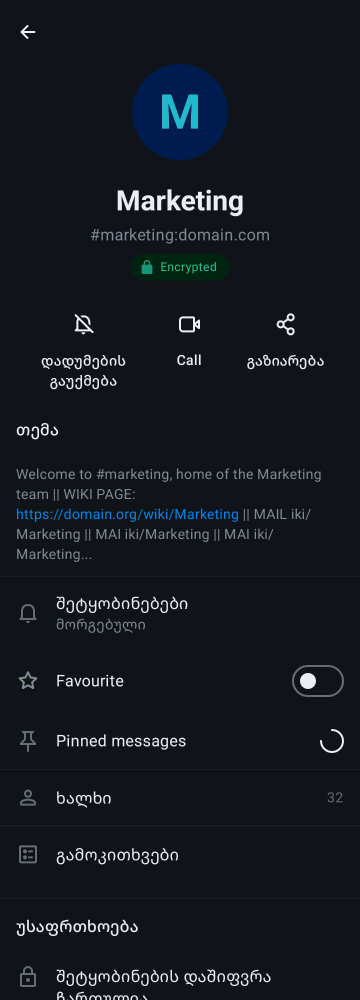 M
Marketing
#marketing:domain.com
Encrypted
დადუმების
გაუქმება
Call
გაზიარება
თემა
Welcome to #marketing, home of the Marketing
team || WIKI PAGE:
https://domain.org/wiki/Marketing || MAIL iki/
Marketing || MAI iki/Marketing || MAI iki/
Marketing...
შეტყობინებები
მორგებული
Favourite
Pinned messages
ხალხი 32
გამოკითხვები
უსაფრთხოება
შეტყობინების დაშიფვრა
ჩართულია